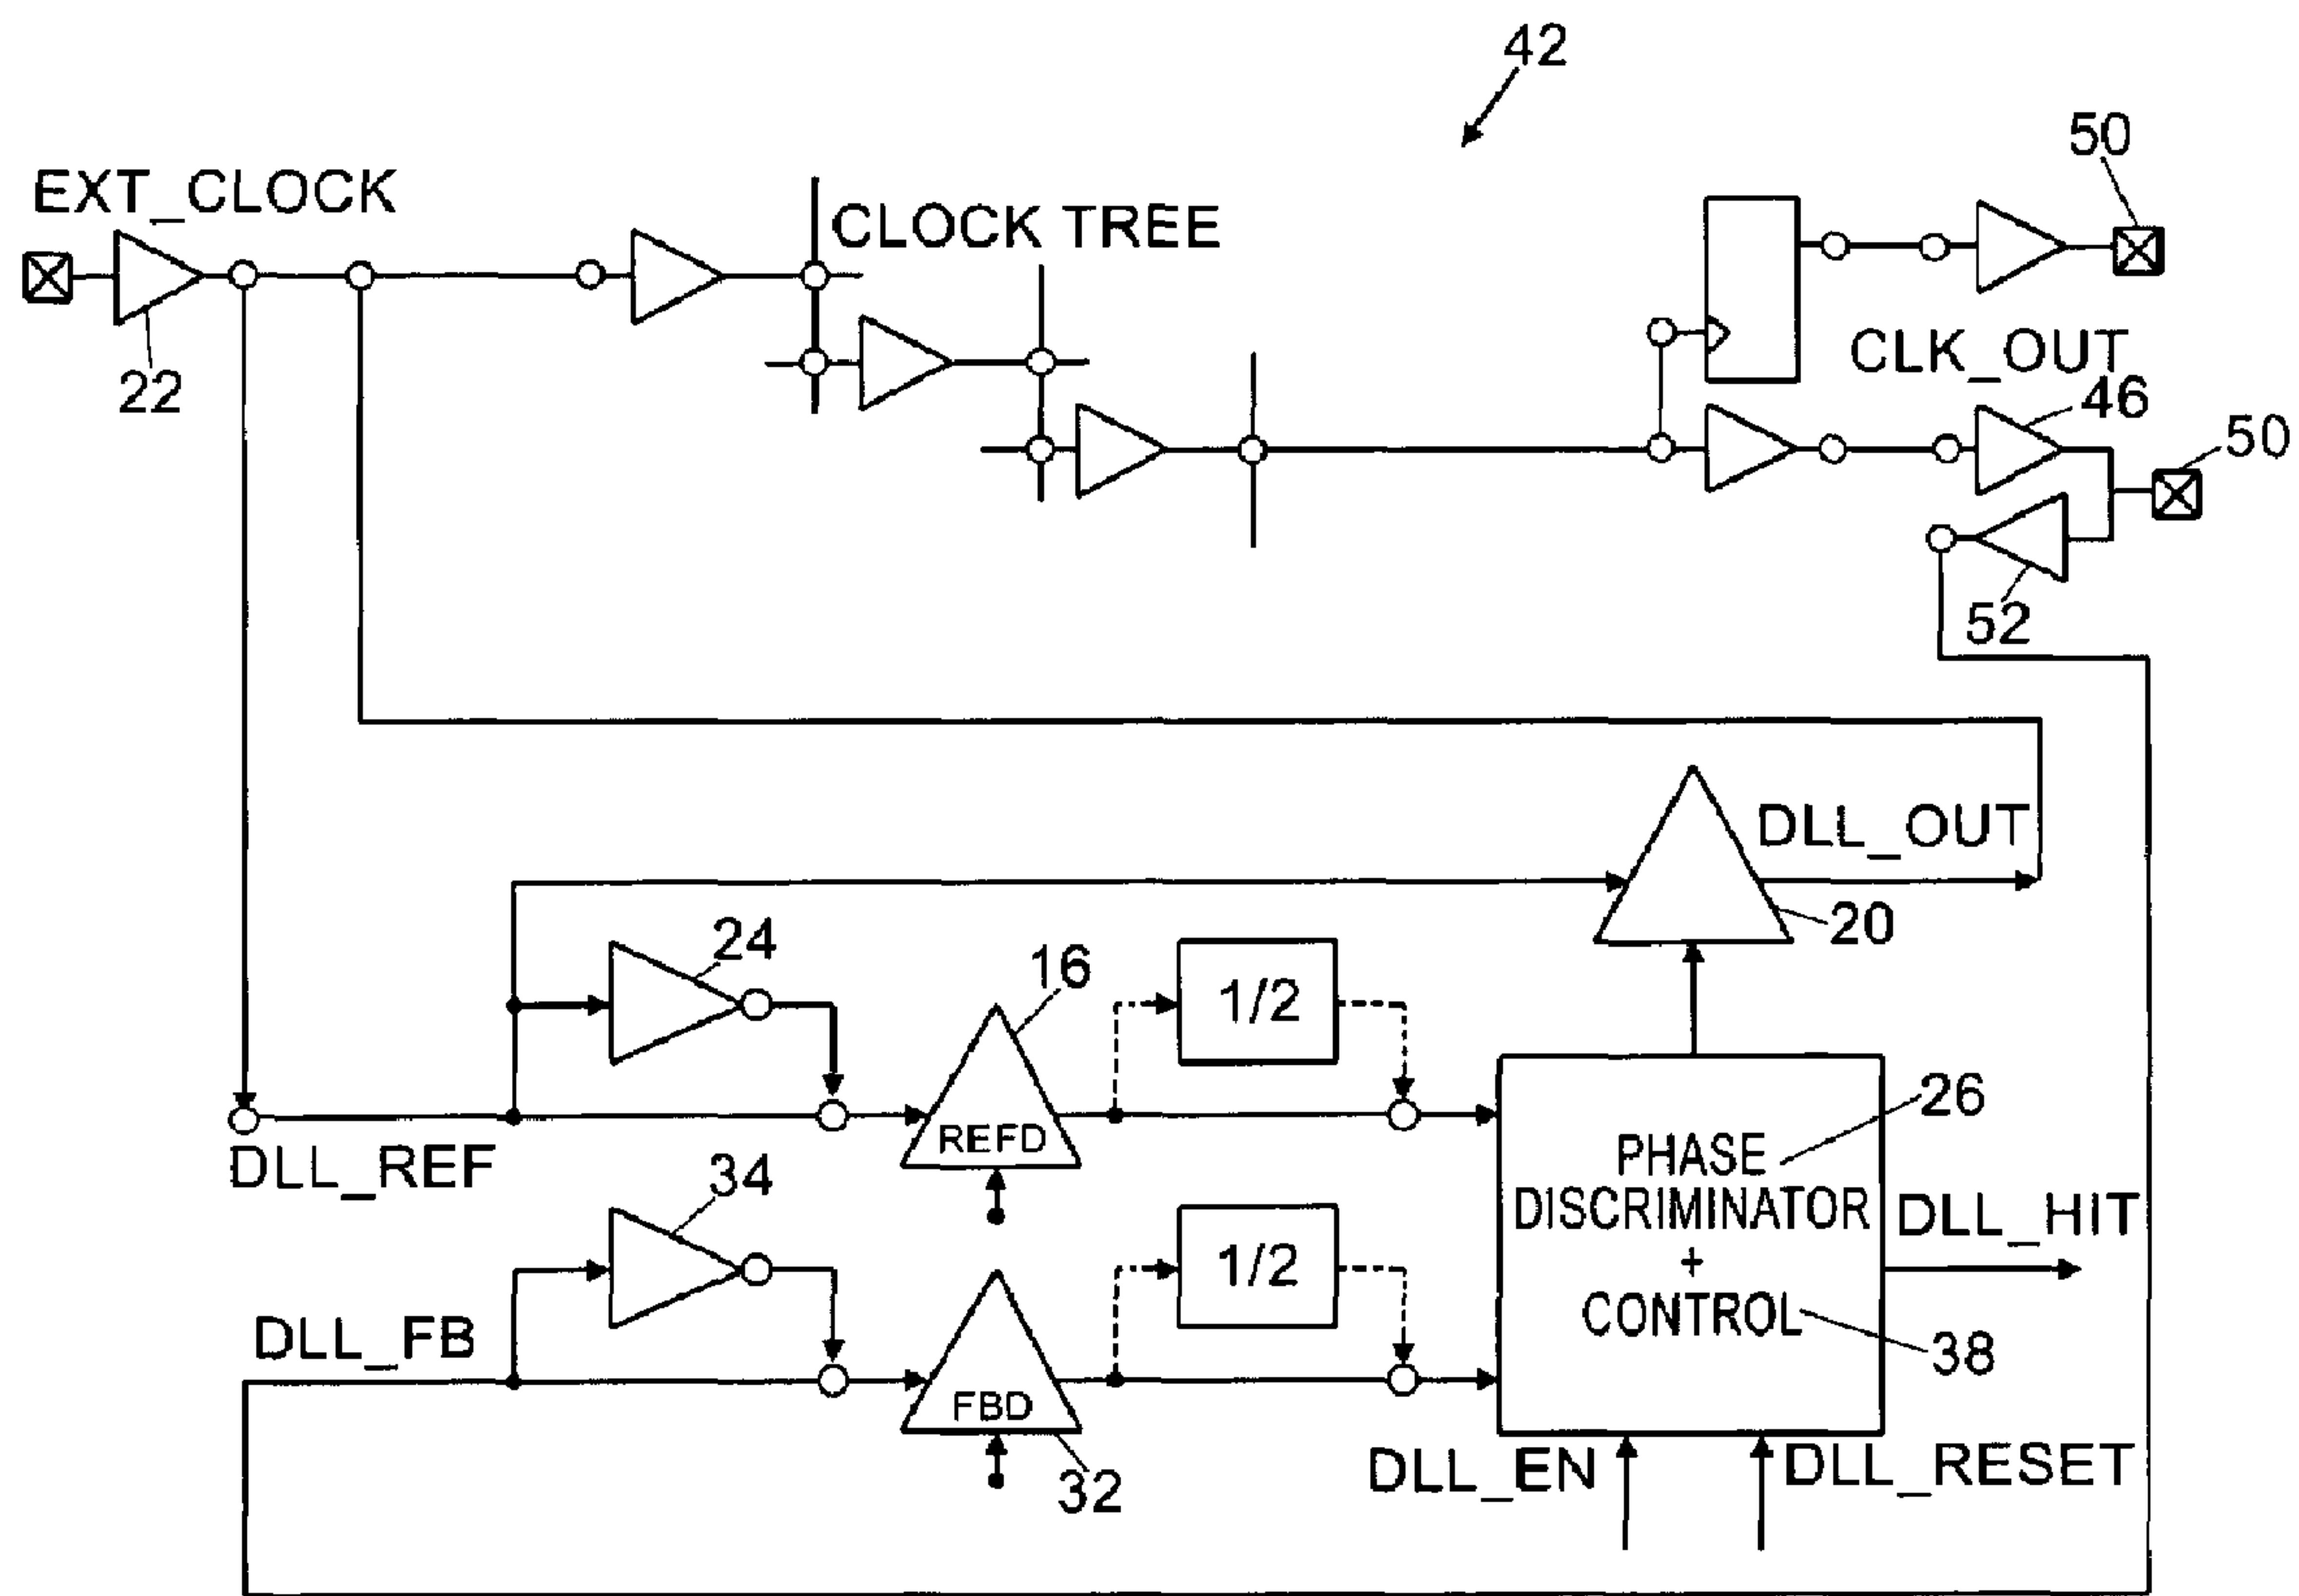 42
50
EXT_CLOCK
CLOCK TREE
22
CLK_OUT
46
50
52
DLL_OUT
20
24
16
1/2
26
PHASE
DISCRIMINATOR
+
CONTROL
38
DLL_REF
REFD
34
1/2
DLL_HIT
DLL_FB
FBD
32
DLL_EN
DLL_RESET